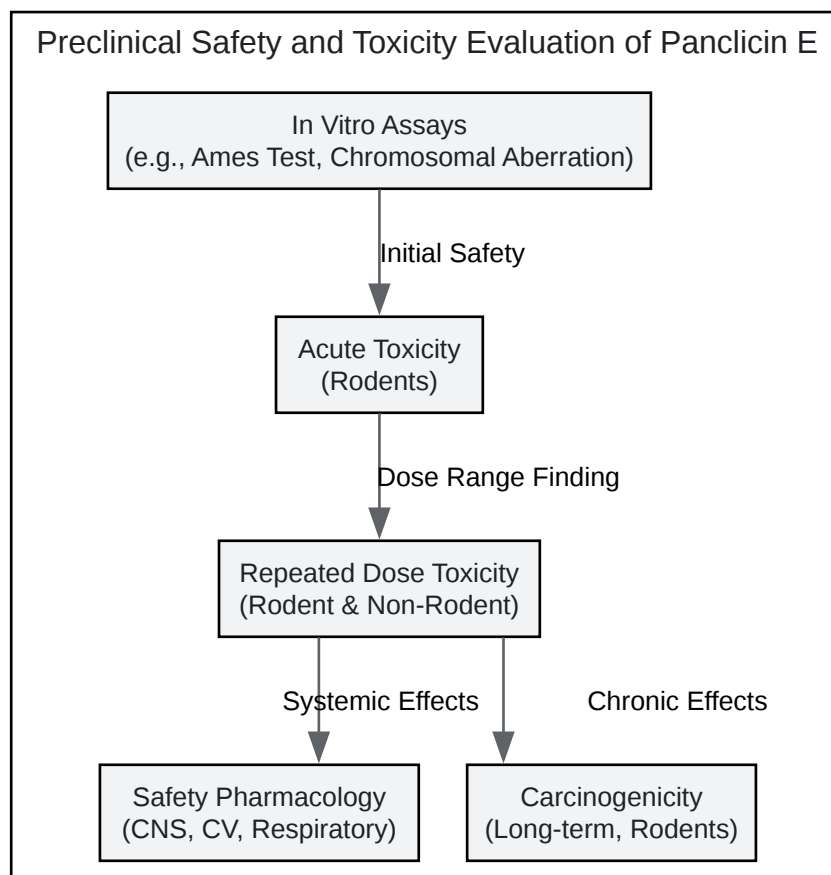 Preclinical Safety and Toxicity Evaluation of Panclicin E
In Vitro Assays
(e.g., Ames Test, Chromosomal Aberration)
Initial Safety
Acute Toxicity
(Rodents)
Dose Range Finding
Repeated Dose Toxicity
(Rodent & Non-Rodent)
Systemic Effects
Chronic Effects
Safety Pharmacology
(CNS, CV, Respiratory)
Carcinogenicity
(Long-term, Rodents)